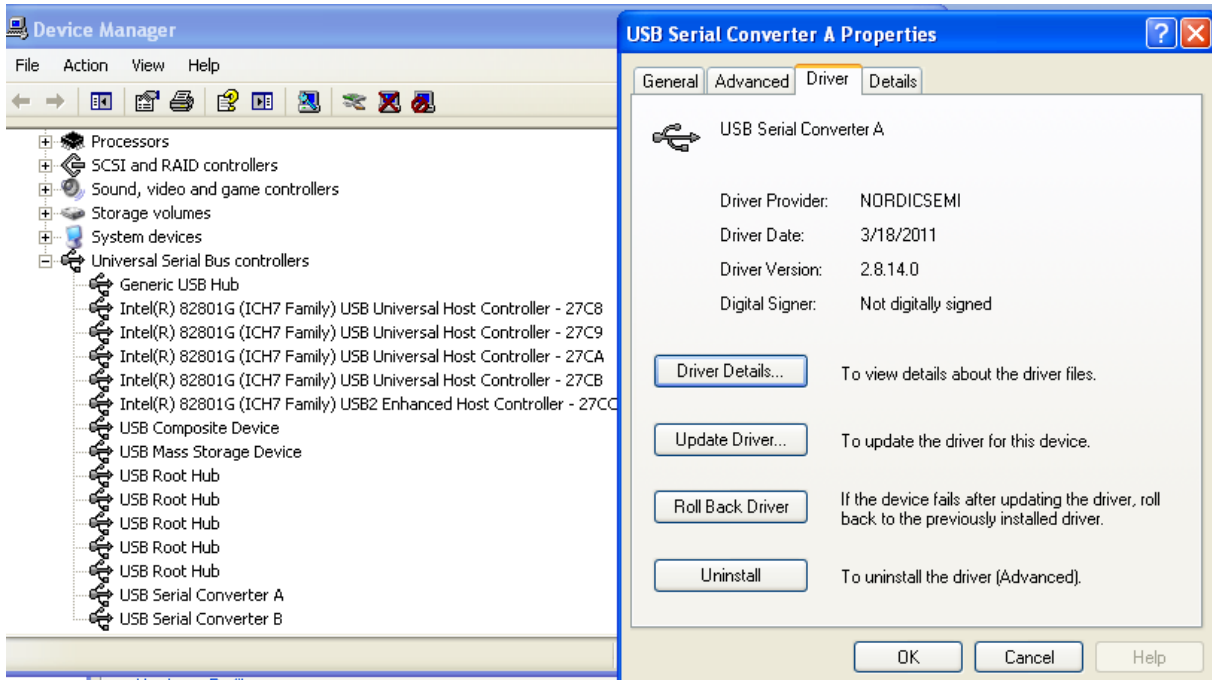 Device Manager
File Action View Help
Processors
SCSI and RAID controllers
Sound, video and game controllers
Storage volumes
System devices
Universal Serial Bus controllers
Generic USB Hub
Intel(R) 82801G (ICH7 Family) USB Universal Host Controller - 27C8
Intel(R) 82801G (ICH7 Family) USB Universal Host Controller - 27C9
Intel(R) 82801G (ICH7 Family) USB Universal Host Controller - 27CA
Intel(R) 82801G (ICH7 Family) USB Universal Host Controller - 27CB
Intel(R) 82801G (ICH7 Family) USB2 Enhanced Host Controller - 27CC
USB Composite Device
USB Mass Storage Device
USB Root Hub
USB Root Hub
USB Root Hub
USB Root Hub
USB Root Hub
USB Serial Converter A
USB Serial Converter B
USB Serial Converter A Properties
General Advanced Driver Details
USB Serial Converter A
Driver Provider: NORDICSEMI
Driver Date: 3/18/2011
Driver Version: 2.8.14.0
Digital Signer: Not digitally signed
Driver Details... To view details about the driver files.
Update Driver... To update the driver for this device.
Roll Back Driver If the device fails after updating the driver, roll
back to the previously installed driver.
Uninstall To uninstall the driver (Advanced).
OK Cancel Help